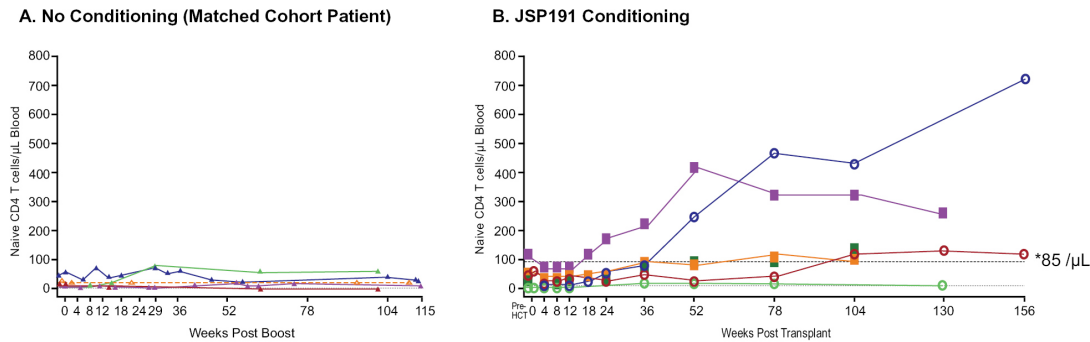 A. No Conditioning (Matched Cohort Patient)
800
700
600
500
400
300
200
100
0
Naive CD4 T cells/µL Blood
0 4 8 12 18 24 29 36 52 78 104 115
Weeks Post Boost
B. JSP191 Conditioning
800
700
600
500
400
300
200
100
0
Naive CD4 T cells/µL Blood
*85 /µL
Pre-
HCT
0 4 8 12 18 24 36 52 78 104 130 156
Weeks Post Transplant